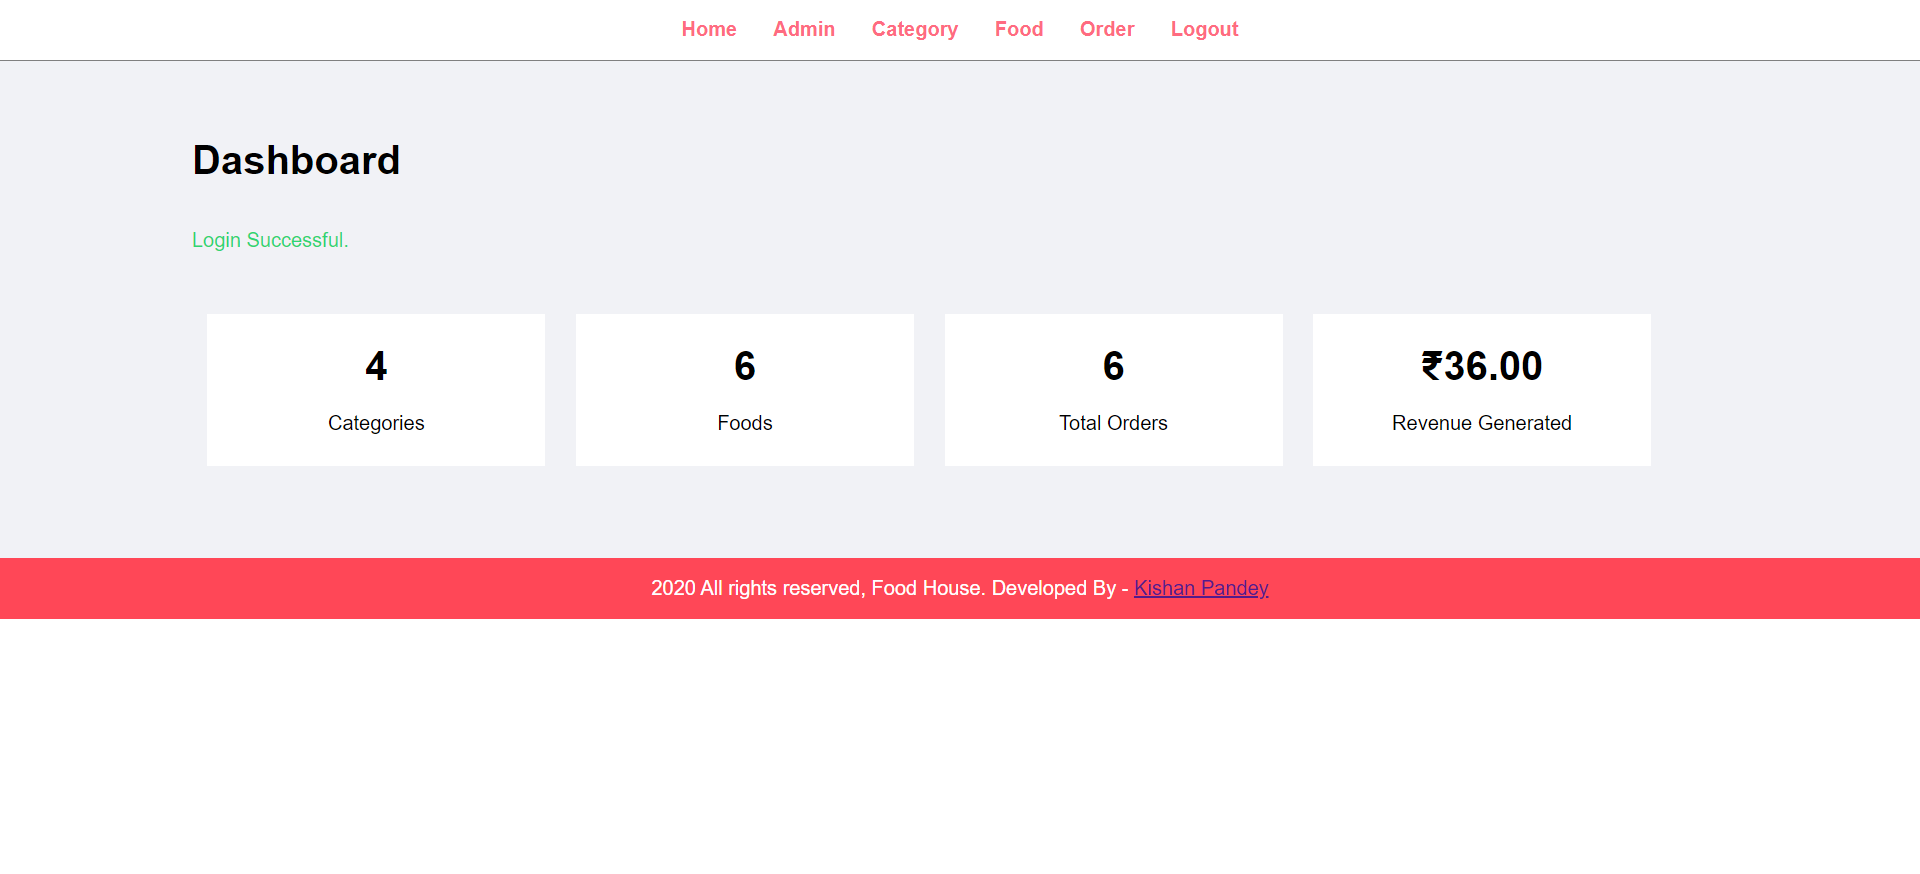 Home Admin Category Food Order Logout
Dashboard
Login Successful.
4
Categories
6
Foods
6
Total Orders
₹36.00
Revenue Generated
2020 All rights reserved, Food House. Developed By - Kishan Pandey